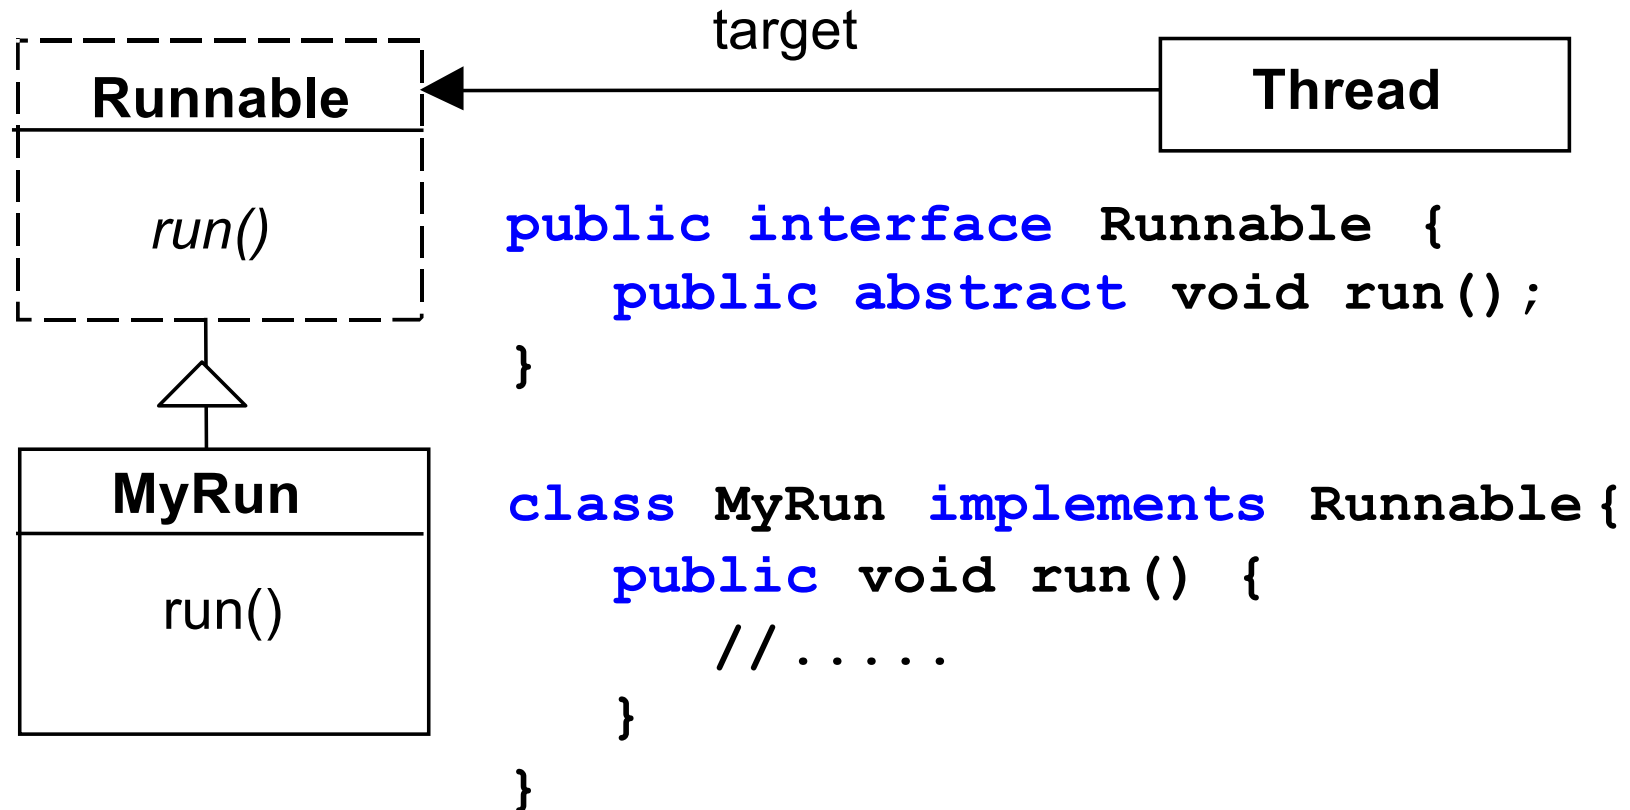 target
Runnable
Thread
run()
public interface Runnable {
public abstract void run();
}
MyRun
run()
class MyRun implements Runnable{
public void run() {
//.....
}
}